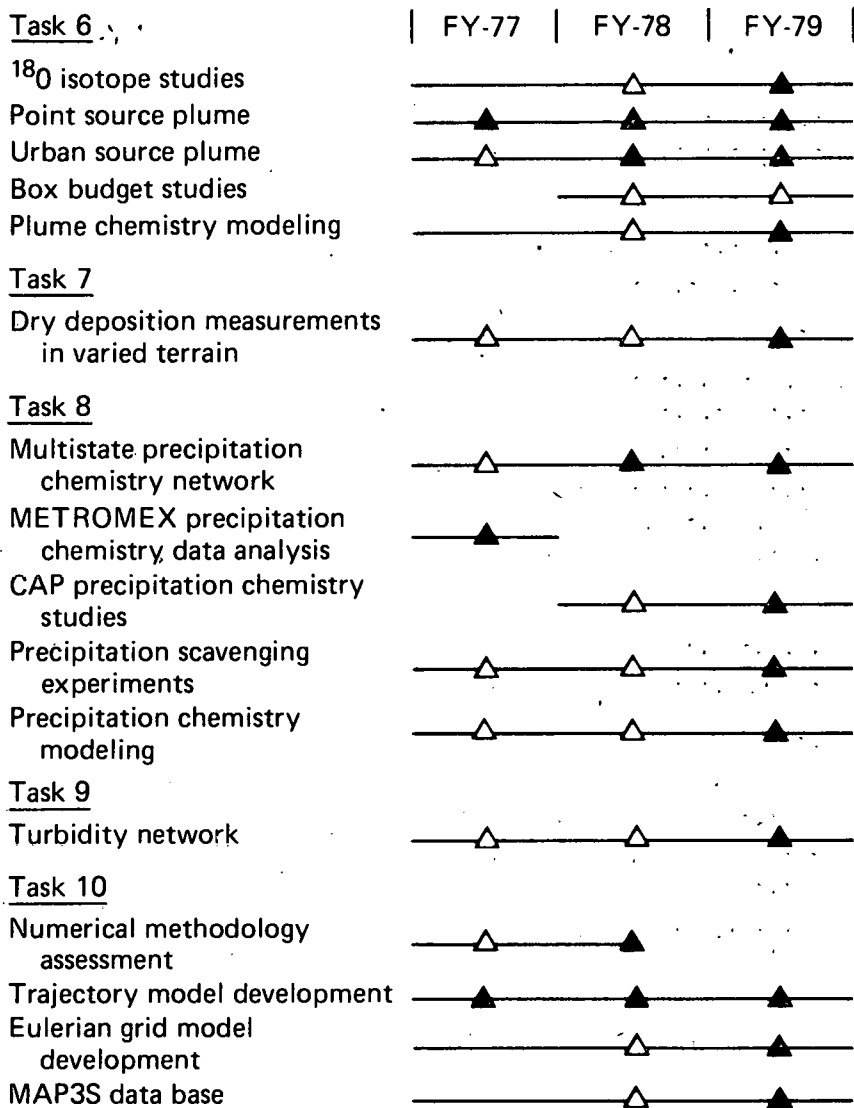 Task 6 | FY-77 | FY-78 | FY-79 |
¹⁸O isotope studies
Point source plume
Urban source plume
Box budget studies
Plume chemistry modeling
Task 7
Dry deposition measurements
in varied terrain
Task 8
Multistate precipitation
chemistry network
METROMEX precipitation
chemistry, data analysis
CAP precipitation chemistry
studies
Precipitation scavenging
experiments
Precipitation chemistry
modeling
Task 9
Turbidity network
Task 10
Numerical methodology
assessment
Trajectory model development
Eulerian grid model
development
MAP3S data base